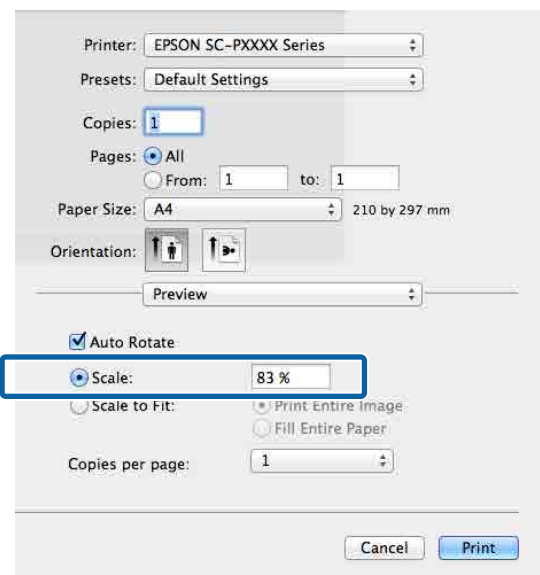 Printer: EPSON SC-PXXXX Series
Presets: Default Settings
Copies: 1
Pages: All
From: 1 to: 1
Paper Size: A4 210 by 297 mm
Orientation:
Preview
Auto Rotate
Scale: 83 %
Scale to Fit: Print Entire Image
Fill Entire Paper
Copies per page: 1
Cancel Print